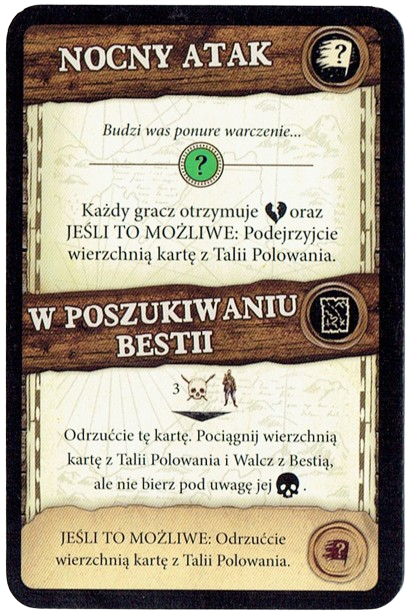 NOCNY ATAK
?
Budzi was ponure warczenie...
?
Każdy gracz otrzymuje oraz
JEŚLI TO MOŻLIWE: Podejrzyjcie
wierzchnią kartę z Talii Polowania.
W POSZUKIWANIU
BESTII
3
Odrzućcie tę kartę. Pociągnij wierzchnią
kartę z Talii Polowania i Walcz z Bestią,
ale nie bierz pod uwagę jej .
JEŚLI TO MOŻLIWE: Odrzućcie
wierzchnią kartę z Talii Polowania.
?